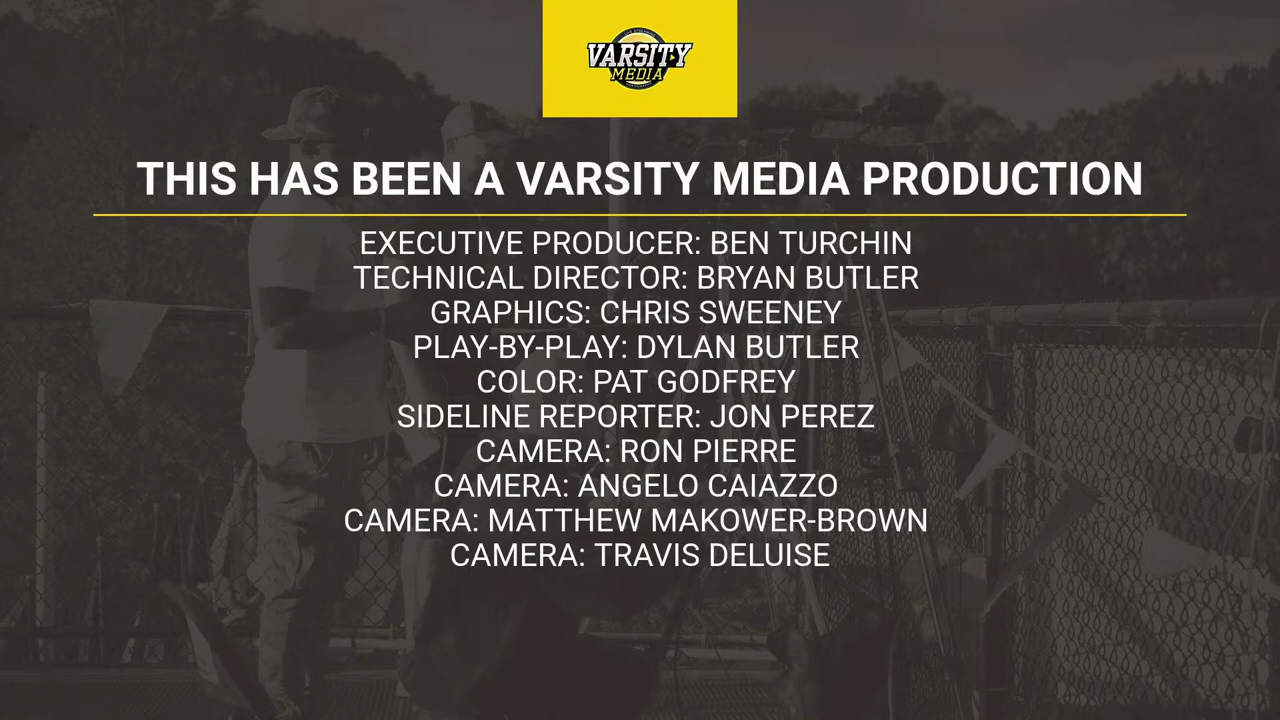 VARSITY
MEDIA
THIS HAS BEEN A VARSITY MEDIA PRODUCTION
EXECUTIVE PRODUCER: BEN TURCHIN
TECHNICAL DIRECTOR: BRYAN BUTLER
GRAPHICS: CHRIS SWEENEY
PLAY-BY-PLAY: DYLAN BUTLER
COLOR: PAT GODFREY
SIDELINE REPORTER: JON PEREZ
CAMERA: RON PIERRE
CAMERA: ANGELO CAIAZZO
CAMERA: MATTHEW MAKOWER-BROWN
CAMERA: TRAVIS DELUISE